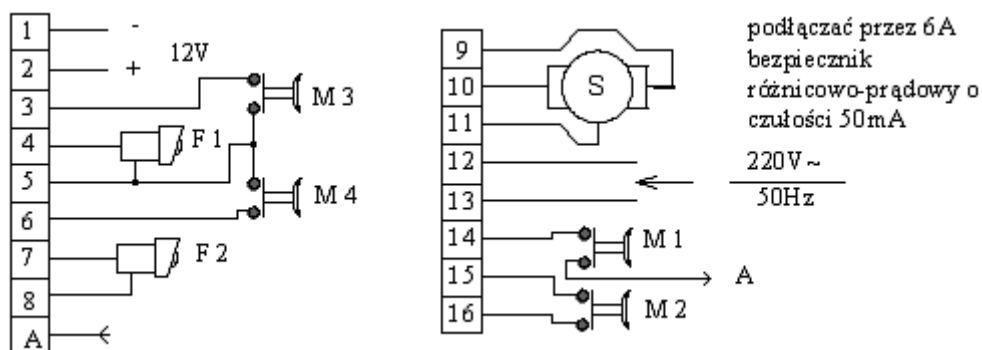 1
-
2
+
12V
3
M 3
4
F 1
5
M 4
6
7
F 2
8
A
9
10
S
11
12
13
14
M 1
15
A
16
M 2
podłączać przez 6A
bezpiecznik
różnicowo-prądowy o
czułości 50mA
220V ~
50Hz